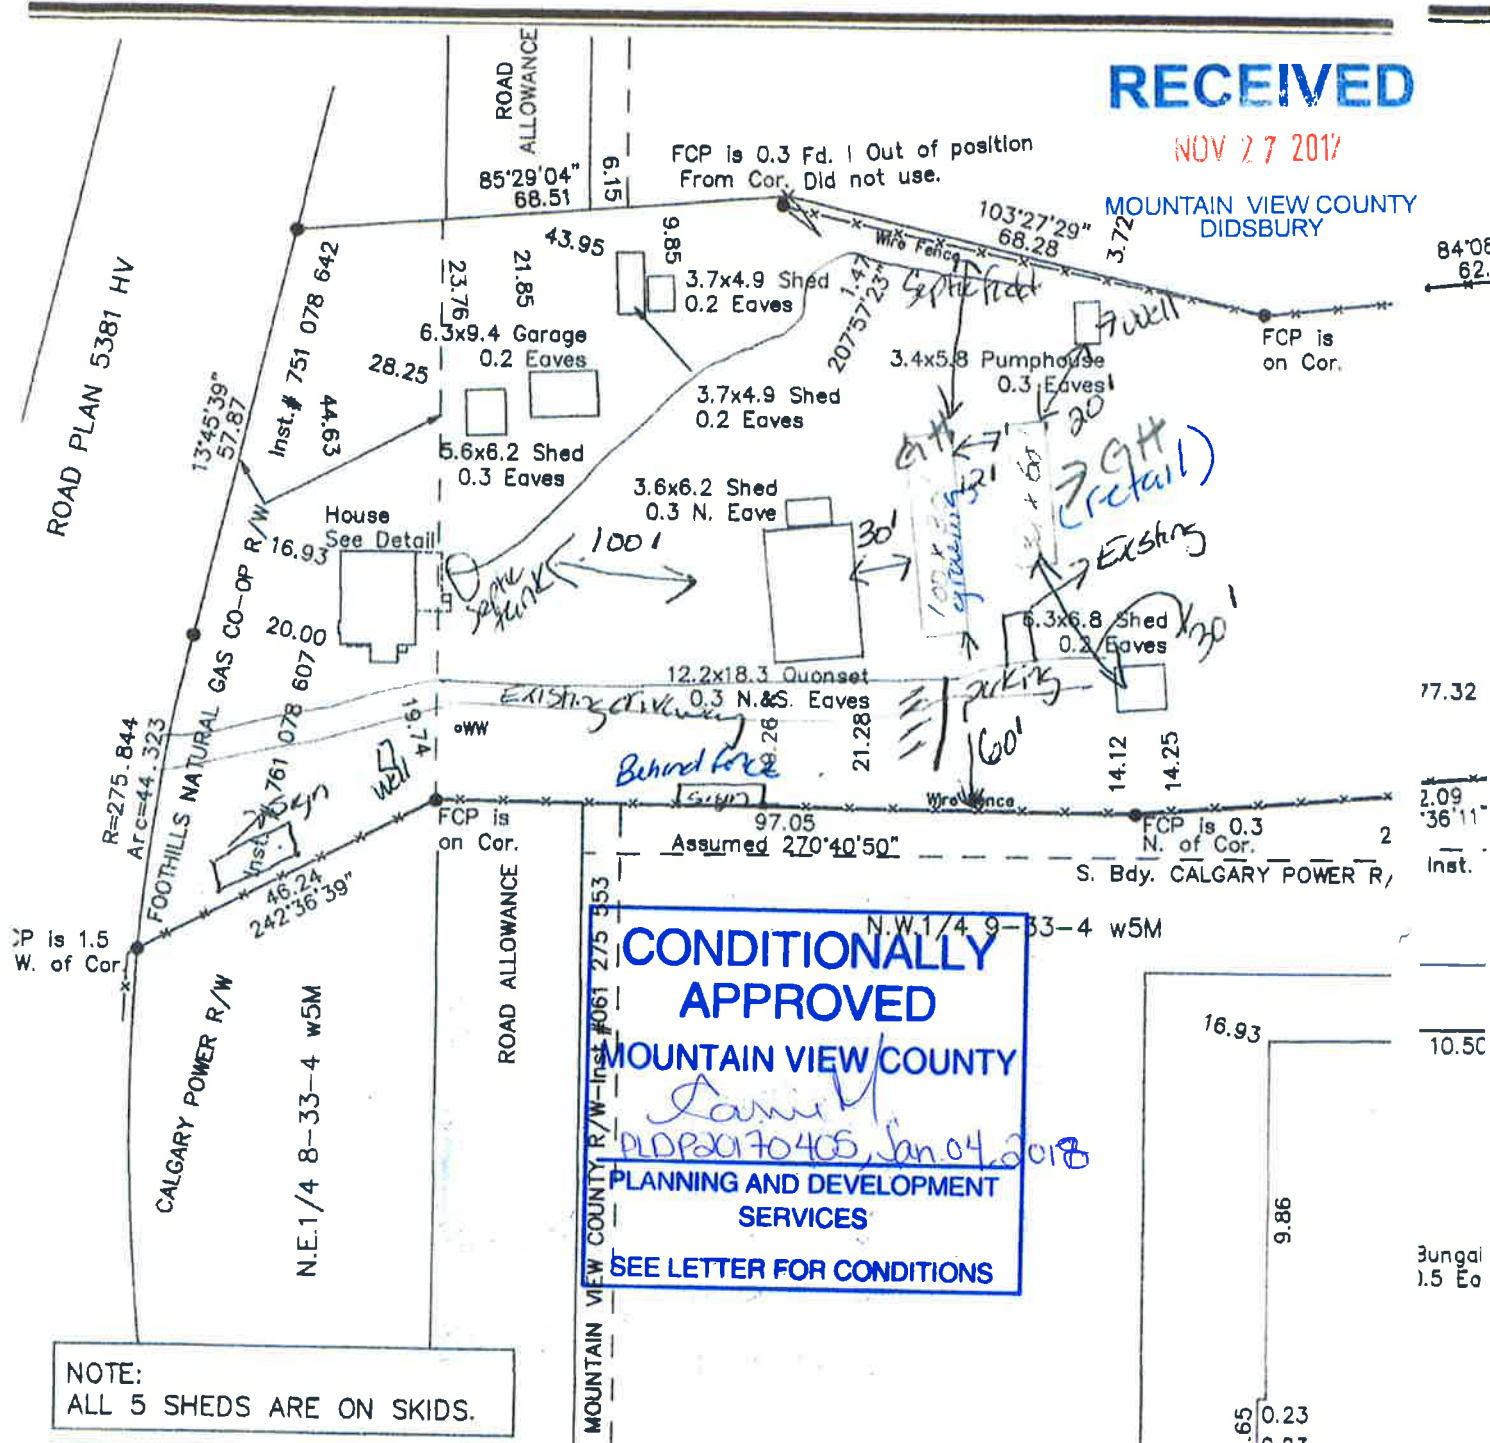 RECEIVED
NOV 27 2017
MOUNTAIN VIEW COUNTY
DIDSBURY
ROAD
ALLOWANCE
85°29'04"
68.51
6.15
FCP is 0.3 Fd. I Out of position
From Cor. Did not use.
103°27'29"
68.28
3.72
84°08
62.
Wire Fence
Septic field
43.95
9.85
3.7x4.9 Shed
0.2 Eaves
1.47
207°57'23"
Well
FCP is
on Cor.
ROAD PLAN 5381 HV
13°45'39"
57.87
Inst.# 751 078 642
44.63
28.25
23.76
21.85
6.3x9.4 Garage
0.2 Eaves
3.7x4.9 Shed
0.2 Eaves
3.4x5.8 Pumphouse
0.3 Eaves
20'
5.6x6.2 Shed
0.3 Eaves
GH
GH
(retail)
3.6x6.2 Shed
0.3 N. Eave
House
See Detail
16.93
20.00
Septic
tank
100'
30'
Existing
6.3x6.8 Shed
0.2 Eaves
30'
12.2x18.3 Quonset
0.3 N.&S. Eaves
Existing driveway
parking
FOOTHILLS NATURAL GAS CO-OP R/W
Inst.# 761 078 607
R=275.844
Arc=44.323
19.74
oWW
Well
Sign
Behind fence
Sign
21.28
60'
14.12
14.25
77.32
Wire Fence
FCP is
on Cor.
97.05
Assumed 270°40'50"
FCP is 0.3
N. of Cor.
2
2.09
°36'11"
Inst.
S. Bdy. CALGARY POWER R/
46.24
242°36'39"
P is 1.5
W. of Cor.
N.W.1/4 9-33-4 w5M
CALGARY POWER R/W
N.E.1/4 8-33-4 w5M
ROAD ALLOWANCE
MOUNTAIN VIEW COUNTY R/W-Inst #061 275 553
CONDITIONALLY
APPROVED
MOUNTAIN VIEW COUNTY
PLDP20170405, Jan. 04, 2018
PLANNING AND DEVELOPMENT
SERVICES
SEE LETTER FOR CONDITIONS
16.93
10.50
9.86
Bungal
.5 Ea
.65
0.23
NOTE:
ALL 5 SHEDS ARE ON SKIDS.